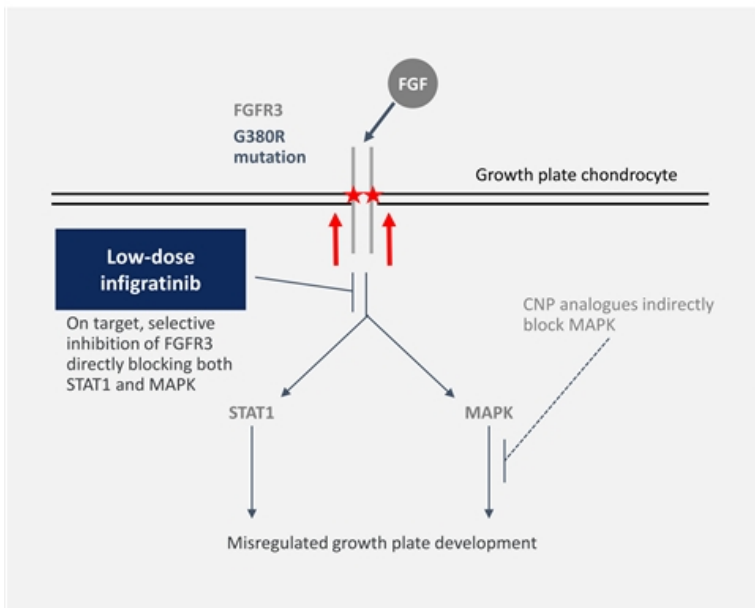 FGF
FGFR3
G380R
mutation
Growth plate chondrocyte
Low-dose
infigratinib
On target, selective
inhibition of FGFR3
directly blocking both
STAT1 and MAPK
CNP analogues indirectly
block MAPK
STAT1
MAPK
Misregulated growth plate development